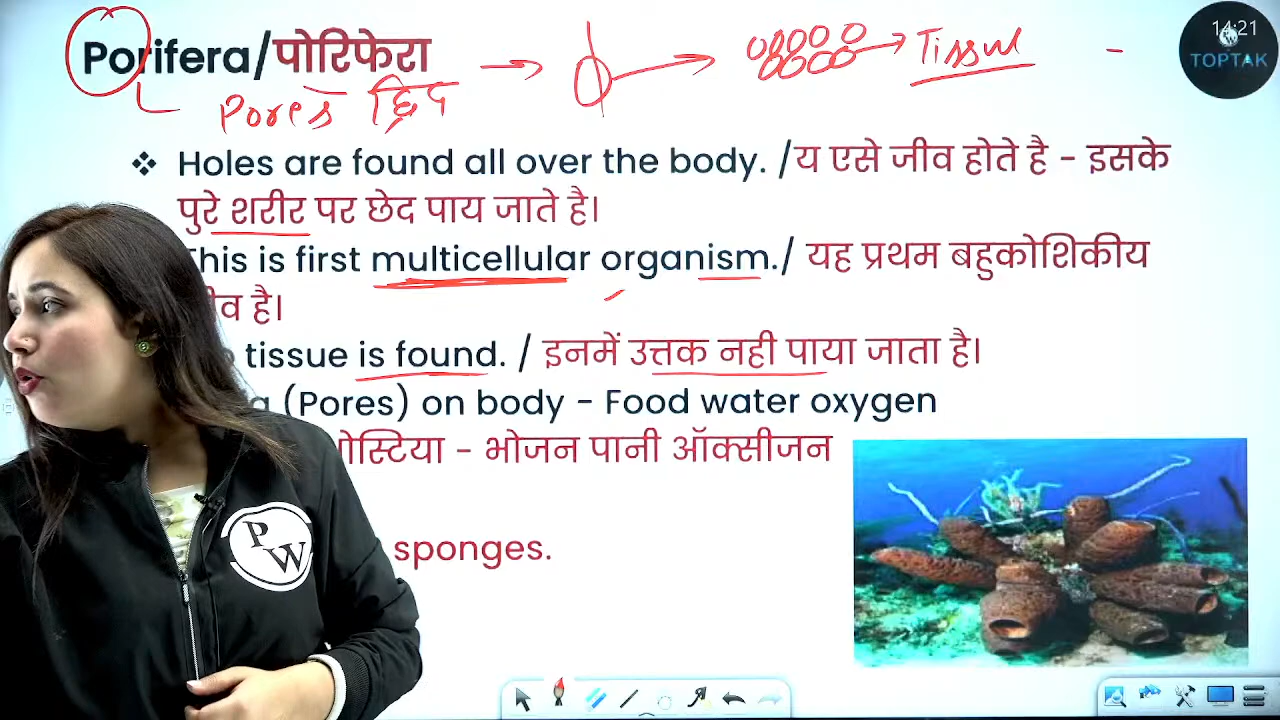 Porifera/पोरिफेरा
Tissue
14:21
TOPTAK
Pores छिद्र
Holes are found all over the body. /य एसे जीव होते है - इसके
पुरे शरीर पर छेद पाय जाते है।
This is first multicellular organism./ यह प्रथम बहुकोशिकीय
है।
tissue is found. / इनमें उत्तक नही पाया जाता है।
(Pores) on body - Food water oxygen
- भोजन पानी ऑक्सीजन
sponges.
PW